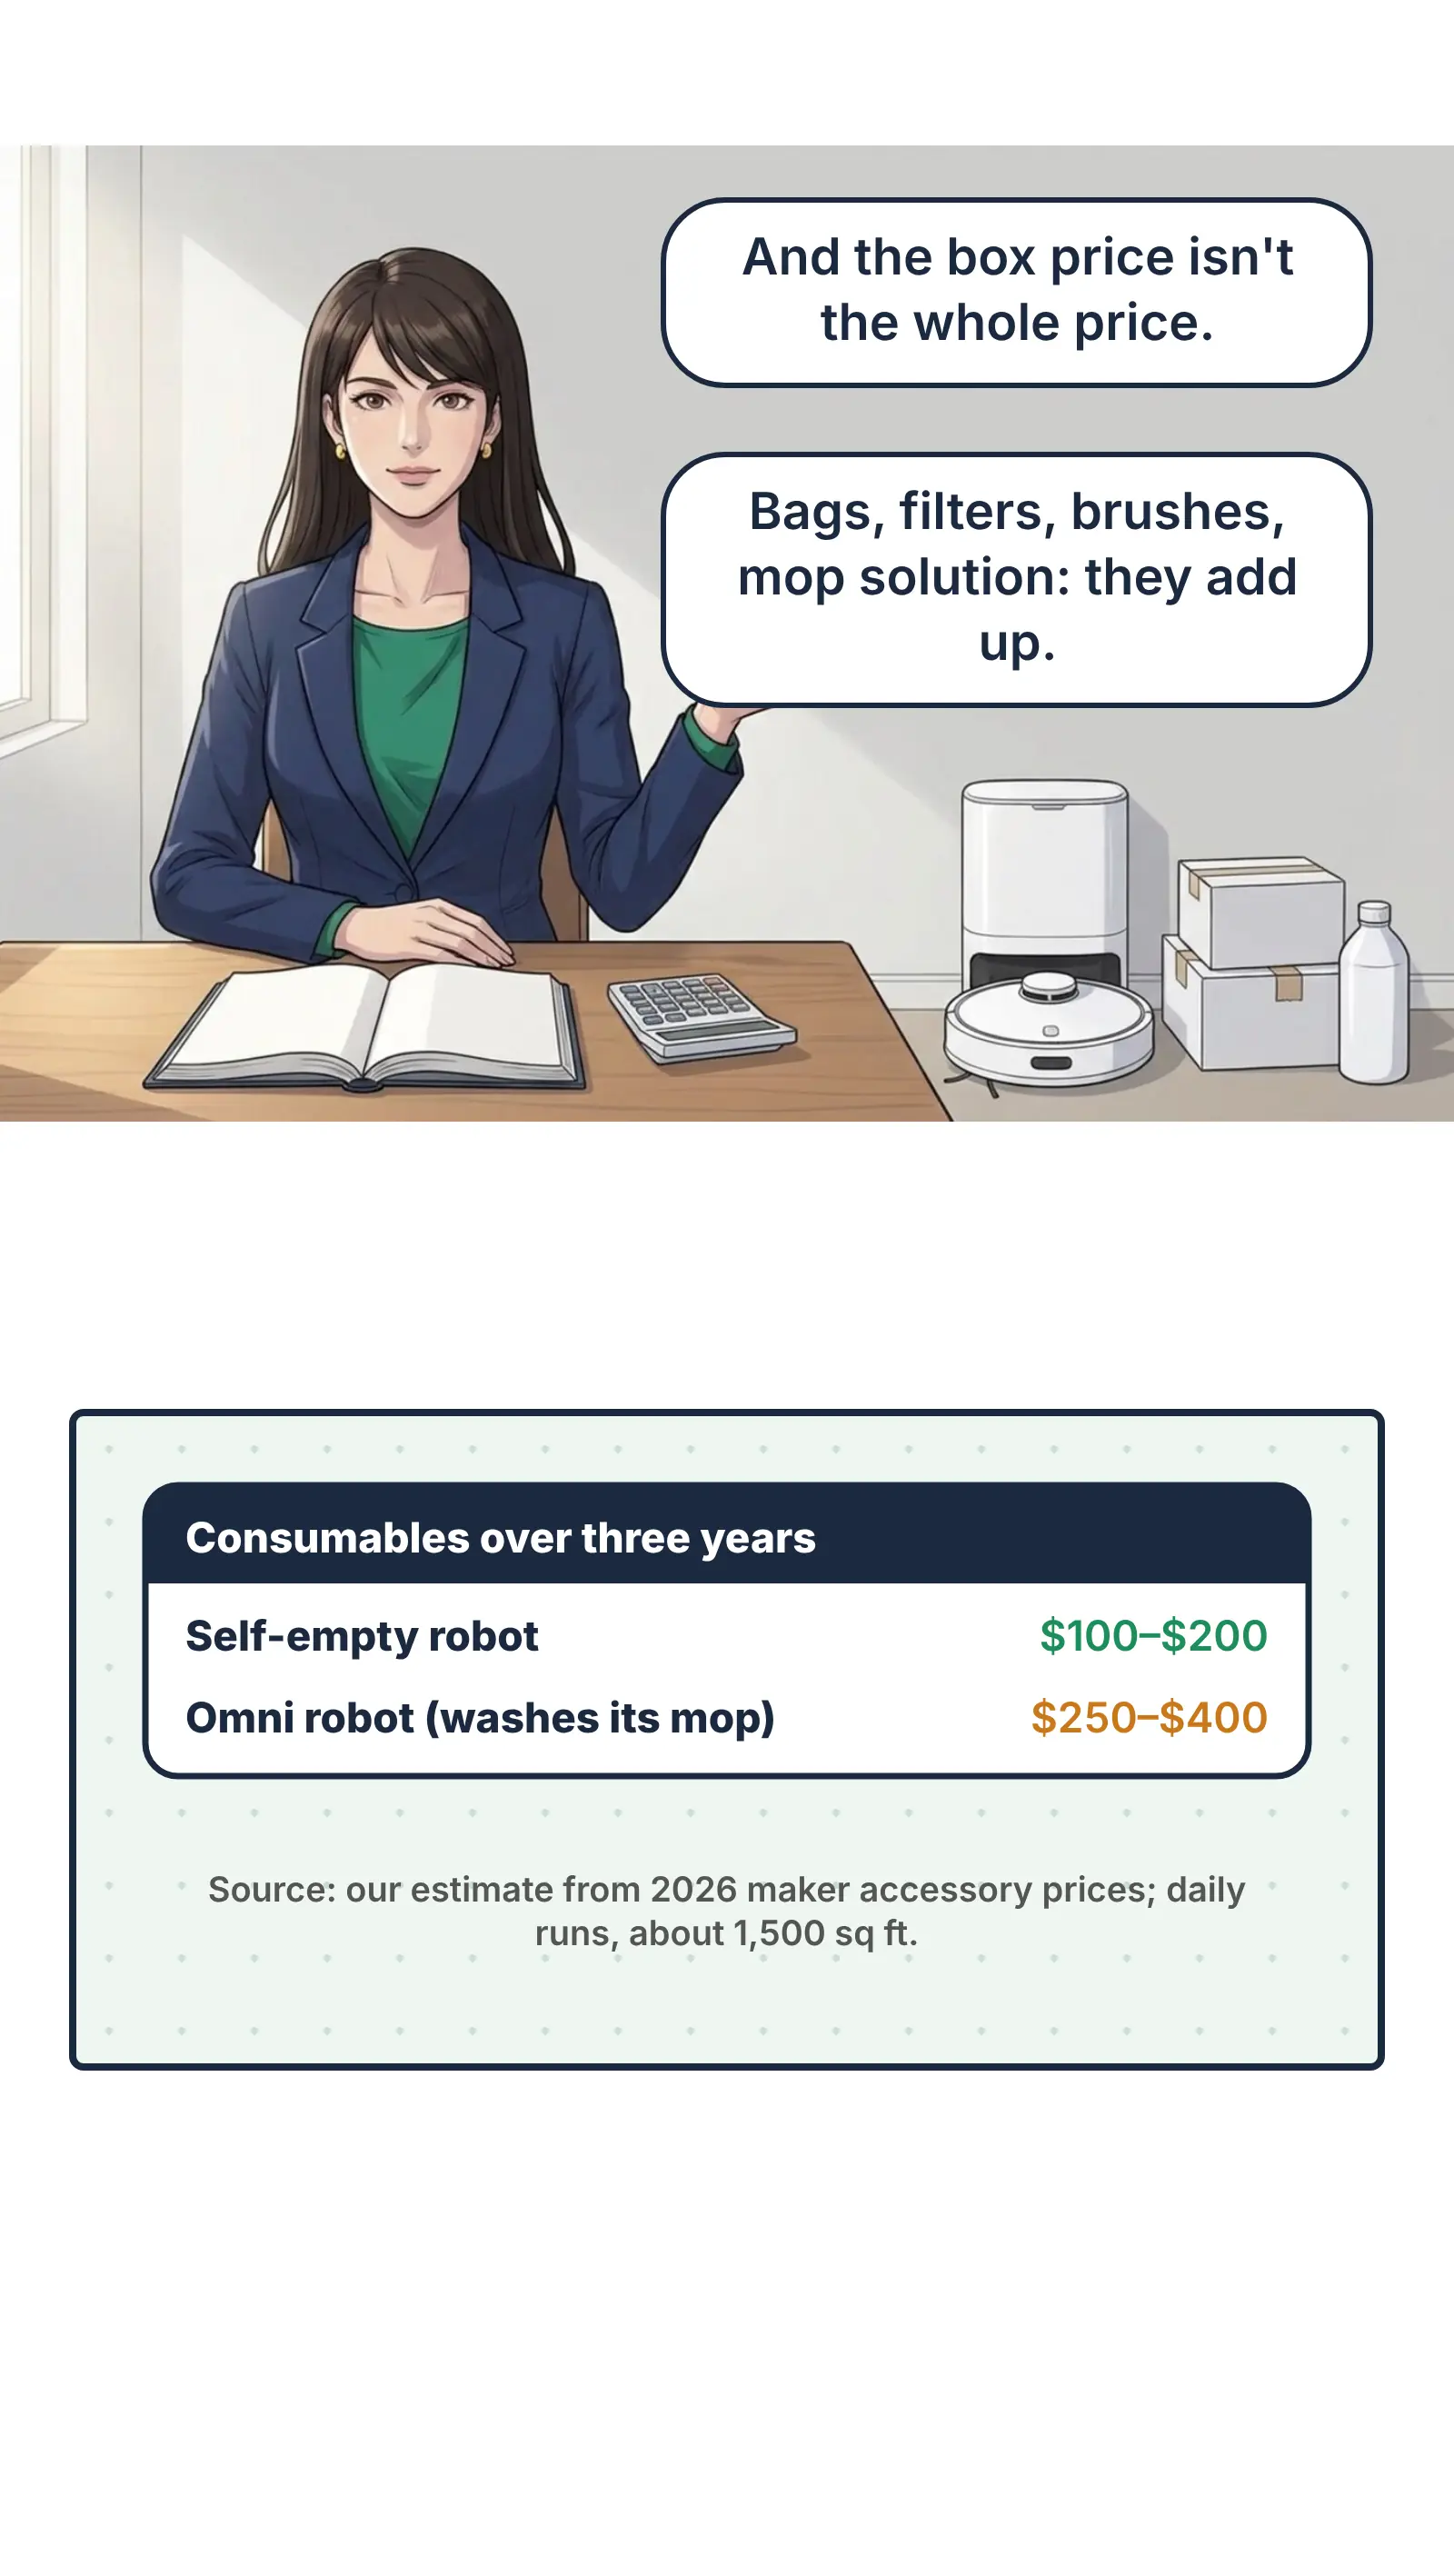 And the box price isn't
the whole price.
Bags, filters, brushes,
mop solution: they add
up.
Consumables over three years
Self-empty robot $100–$200
Omni robot (washes its mop) $250–$400
Source: our estimate from 2026 maker accessory prices; daily
runs, about 1,500 sq ft.